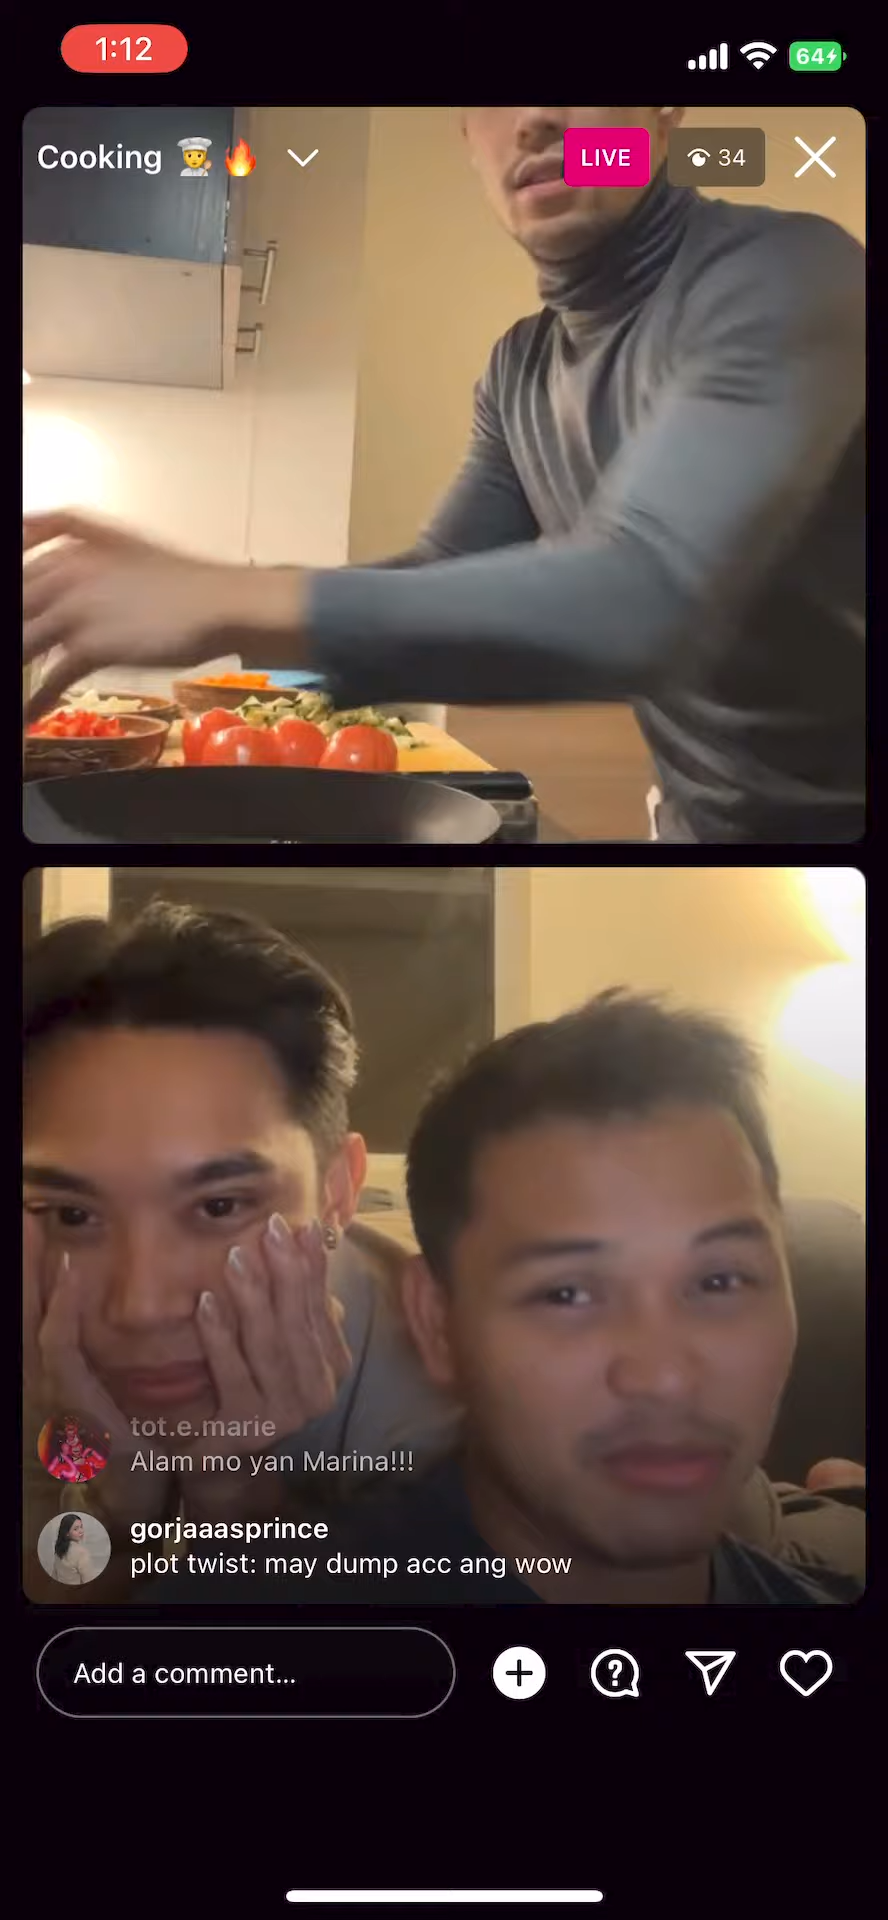 1:12
64
Cooking 👨‍🍳🔥
LIVE
34
tot.e.marie
Alam mo yan Marina!!!
gorjaaasprince
plot twist: may dump acc ang wow
Add a comment...